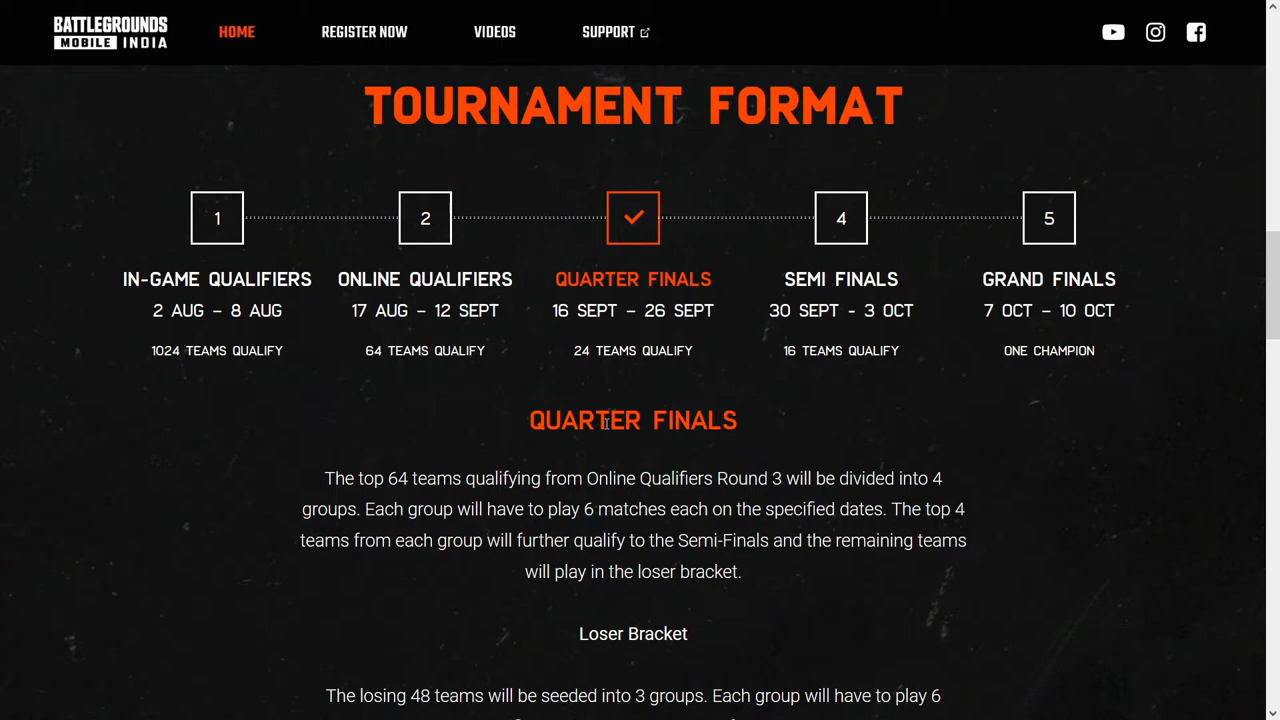 BATTLEGROUNDS
MOBILE INDIA
HOME
REGISTER NOW
VIDEOS
SUPPORT
TOURNAMENT FORMAT
1
2
4
5
IN-GAME QUALIFIERS
ONLINE QUALIFIERS
QUARTER FINALS
SEMI FINALS
GRAND FINALS
2 AUG – 8 AUG
17 AUG – 12 SEPT
16 SEPT – 26 SEPT
30 SEPT - 3 OCT
7 OCT – 10 OCT
1024 TEAMS QUALIFY
64 TEAMS QUALIFY
24 TEAMS QUALIFY
16 TEAMS QUALIFY
ONE CHAMPION
QUARTER FINALS
The top 64 teams qualifying from Online Qualifiers Round 3 will be divided into 4
groups. Each group will have to play 6 matches each on the specified dates. The top 4
teams from each group will further qualify to the Semi-Finals and the remaining teams
will play in the loser bracket.
Loser Bracket
The losing 48 teams will be seeded into 3 groups. Each group will have to play 6